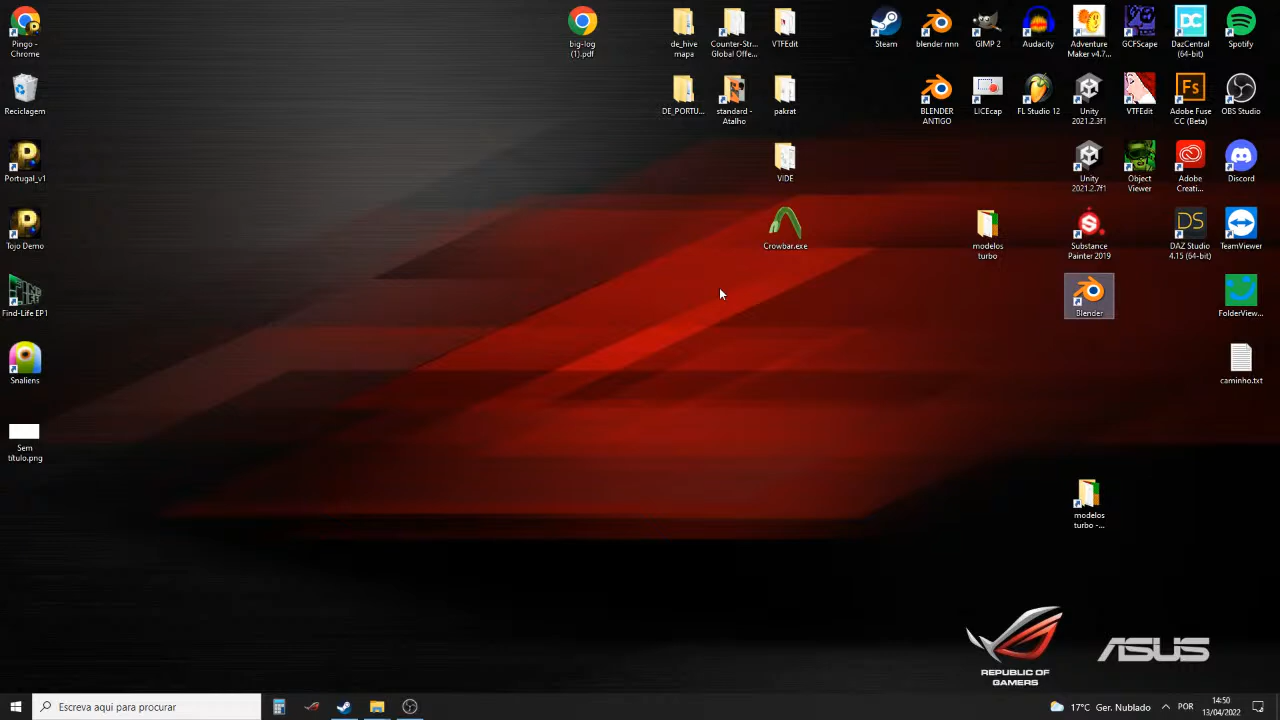 Pingo -
Chrome
Reciclagem
Portugal_v1
Tojo Demo
Find-Life EP1
Snaliens
Sem
título.png
big-log
(1).pdf
de_hive
mapa
Counter-Str...
Global Offe...
VTFEdit
DE_PORTU...
standard -
Atalho
pakrat
VIDE
Crowbar.exe
Steam
blender nnn
GIMP 2
Audacity
Adventure
Maker v4.7...
GCFScape
DazCentral
(64-bit)
Spotify
BLENDER
ANTIGO
LICEcap
FL Studio 12
Unity
2021.2.3f1
VTFEdit
Adobe Fuse
CC (Beta)
OBS Studio
Unity
2021.2.7f1
Object
Viewer
Adobe
Creati...
Discord
modelos
turbo
Substance
Painter 2019
DAZ Studio
4.15 (64-bit)
TeamViewer
Blender
FolderView...
caminho.txt
modelos
turbo -...
REPUBLIC OF
GAMERS
ASUS
Escreva aqui para procurar
17°C Ger. Nublado
POR
14:50
13/04/2022